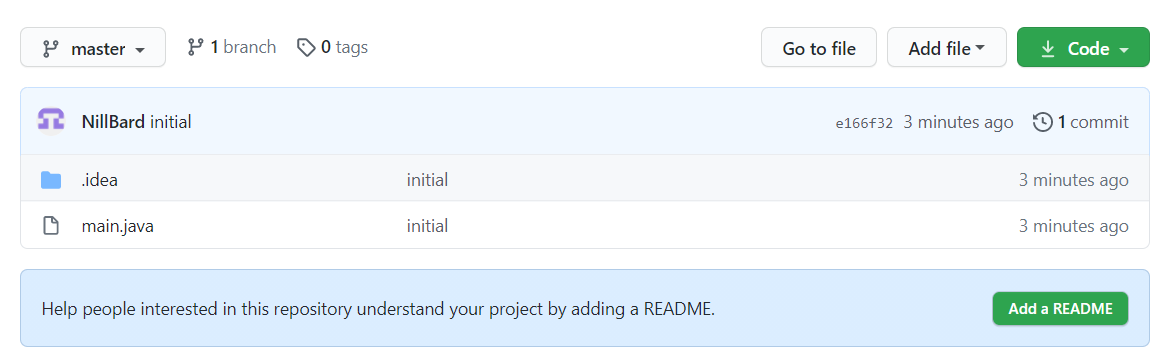 master 1 branch 0 tags Go to file Add file Code
NillBard initial e166f32 3 minutes ago 1 commit
.idea initial 3 minutes ago
main.java initial 3 minutes ago
Help people interested in this repository understand your project by adding a README. Add a README